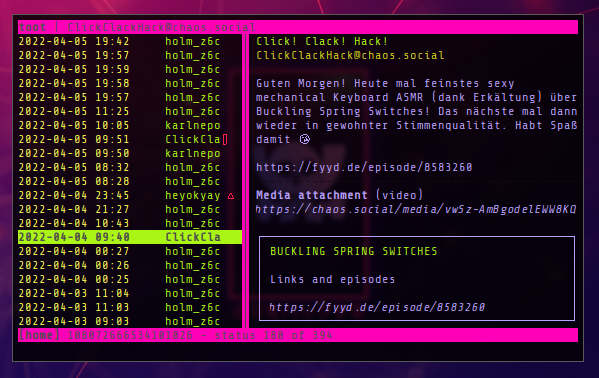 toot | ClickClackHack@chaos.social
2022-04-05 19:42 holm_z6c
2022-04-05 19:57 holm_z6c
2022-04-05 19:59 holm_z6c
2022-04-05 19:58 holm_z6c
2022-04-05 19:57 holm_z6c
2022-04-05 11:25 holm_z6c
2022-04-05 10:05 karlnepo
2022-04-05 09:51 ClickCla
2022-04-05 09:50 karlnepo
2022-04-05 08:32 holm_z6c
2022-04-05 08:28 holm_z6c
2022-04-04 23:45 heyokyay
2022-04-04 21:27 holm_z6c
2022-04-04 10:43 holm_z6c
2022-04-04 09:40 ClickCla
2022-04-04 00:27 holm_z6c
2022-04-04 00:26 holm_z6c
2022-04-04 00:25 holm_z6c
2022-04-03 11:04 holm_z6c
2022-04-03 11:03 holm_z6c
2022-04-03 09:03 holm_z6c
Click! Clack! Hack!
ClickClackHack@chaos.social
Guten Morgen! Heute mal feinstes sexy
mechanical Keyboard ASMR (dank Erkältung) über
Buckling Spring Switches! Das nächste mal dann
wieder in gewohnter Stimmenqualität. Habt Spaß
damit 😘
https://fyyd.de/episode/8583260
Media attachment (video)
https://chaos.social/media/vw5z-AmBgodelEWW8KQ
BUCKLING SPRING SWITCHES
Links and episodes
https://fyyd.de/episode/8583260
[home] - status 180 of 394